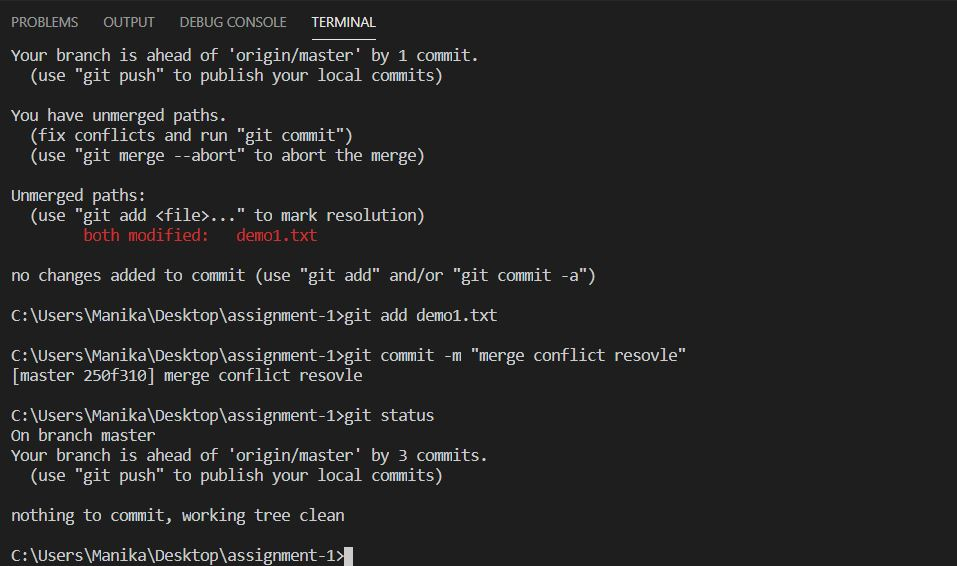 PROBLEMS OUTPUT DEBUG CONSOLE TERMINAL
Your branch is ahead of 'origin/master' by 1 commit.
  (use "git push" to publish your local commits)
You have unmerged paths.
  (fix conflicts and run "git commit")
  (use "git merge --abort" to abort the merge)
Unmerged paths:
  (use "git add <file>..." to mark resolution)
        both modified:   demo1.txt
no changes added to commit (use "git add" and/or "git commit -a")
C:\Users\Manika\Desktop\assignment-1>git add demo1.txt
C:\Users\Manika\Desktop\assignment-1>git commit -m "merge conflict resovle"
[master 250f310] merge conflict resovle
C:\Users\Manika\Desktop\assignment-1>git status
On branch master
Your branch is ahead of 'origin/master' by 3 commits.
  (use "git push" to publish your local commits)
nothing to commit, working tree clean
C:\Users\Manika\Desktop\assignment-1>